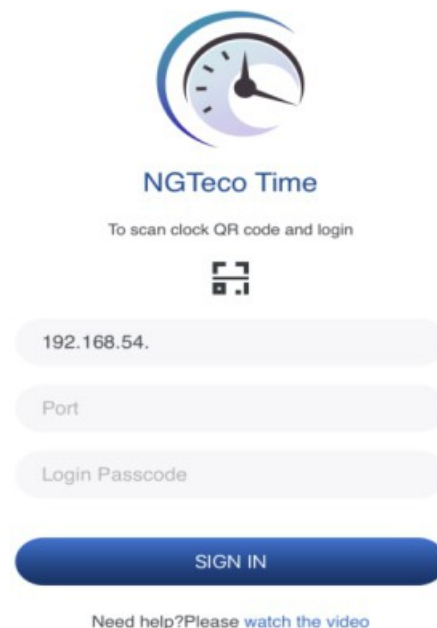 NGTeco Time
To scan clock QR code and login
192.168.54.
Port
Login Passcode
SIGN IN
Need help?Please watch the video